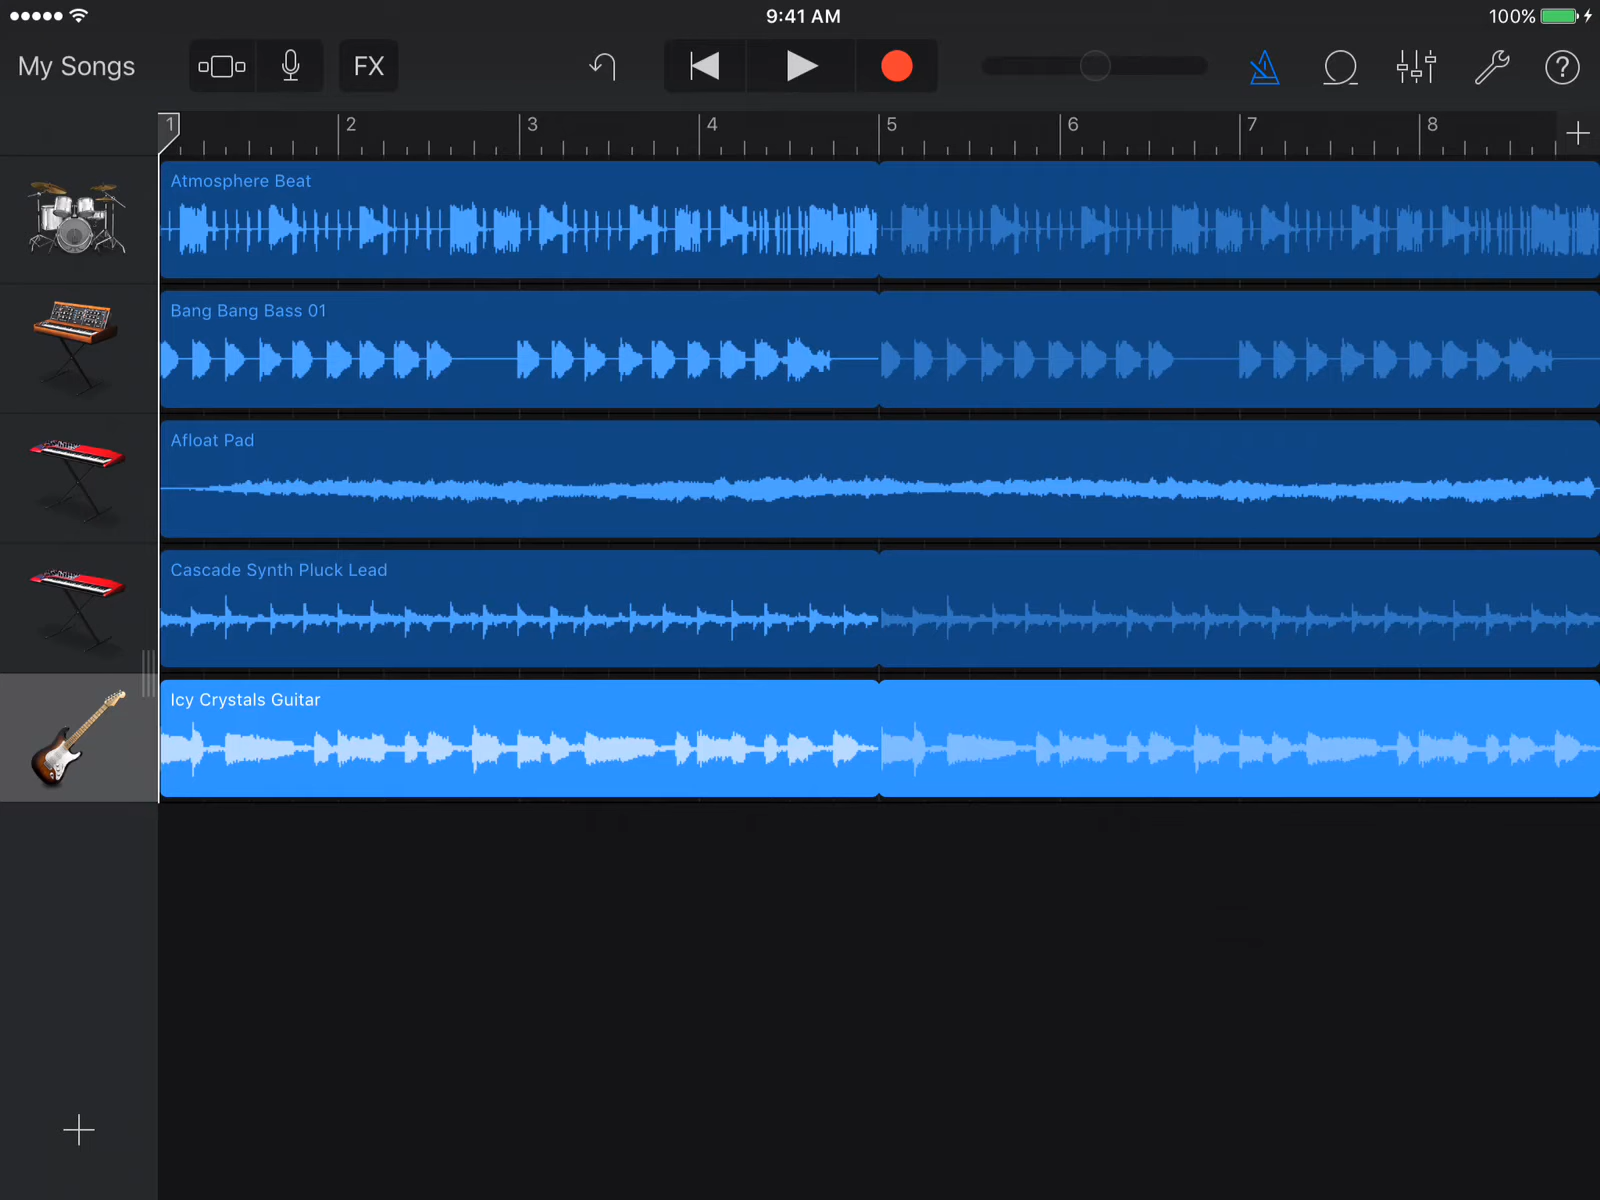 9:41 AM
100%
My Songs
FX
1 2 3 4 5 6 7 8
Atmosphere Beat
Bang Bang Bass 01
Afloat Pad
Cascade Synth Pluck Lead
Icy Crystals Guitar